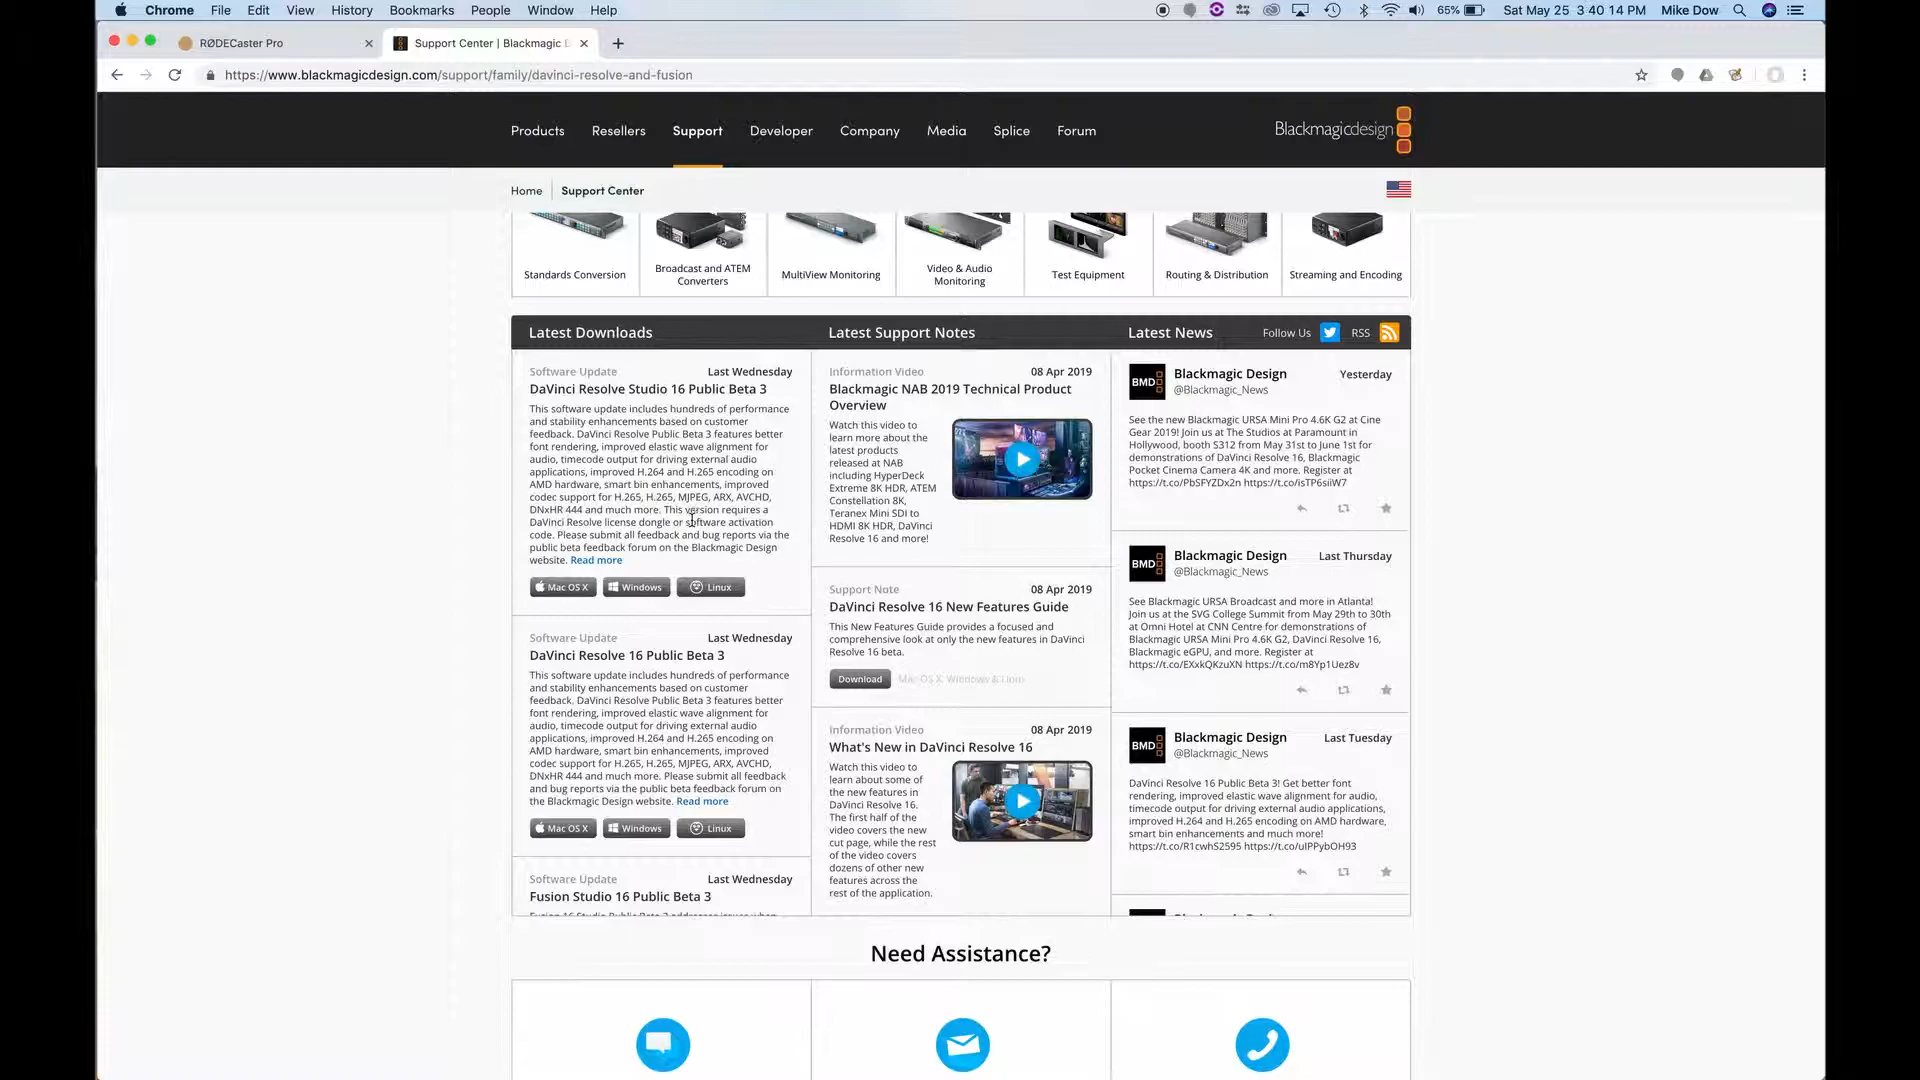 Chrome File Edit View History Bookmarks People Window Help 65% Sat May 25 3 40 14 PM Mike Dow
RØDECaster Pro
Support Center | Blackmagic D
https://www.blackmagicdesign.com/support/family/davinci-resolve-and-fusion
Products Resellers Support Developer Company Media Splice Forum Blackmagicdesign
Home Support Center
Standards Conversion
Broadcast and ATEM
Converters
MultiView Monitoring
Video & Audio
Monitoring
Test Equipment
Routing & Distribution
Streaming and Encoding
Latest Downloads
Software Update Last Wednesday
DaVinci Resolve Studio 16 Public Beta 3
This software update includes hundreds of performance
and stability enhancements based on customer
feedback. DaVinci Resolve Public Beta 3 features better
font rendering, improved elastic wave alignment for
audio, timecode output for driving external audio
applications, improved H.264 and H.265 encoding on
AMD hardware, smart bin enhancements, improved
codec support for H.265, H.265, MJPEG, ARX, AVCHD,
DNxHR 444 and much more. This version requires a
DaVinci Resolve license dongle or software activation
code. Please submit all feedback and bug reports via the
public beta feedback forum on the Blackmagic Design
website. Read more
Mac OS X Windows Linux
Software Update Last Wednesday
DaVinci Resolve 16 Public Beta 3
This software update includes hundreds of performance
and stability enhancements based on customer
feedback. DaVinci Resolve Public Beta 3 features better
font rendering, improved elastic wave alignment for
audio, timecode output for driving external audio
applications, improved H.264 and H.265 encoding on
AMD hardware, smart bin enhancements, improved
codec support for H.265, H.265, MJPEG, ARX, AVCHD,
DNxHR 444 and much more. Please submit all feedback
and bug reports via the public beta feedback forum on
the Blackmagic Design website. Read more
Mac OS X Windows Linux
Software Update Last Wednesday
Fusion Studio 16 Public Beta 3
Latest Support Notes
Information Video 08 Apr 2019
Blackmagic NAB 2019 Technical Product
Overview
Watch this video to
learn more about the
latest products
released at NAB
including HyperDeck
Extreme 8K HDR, ATEM
Constellation 8K,
Teranex Mini SDI to
HDMI 8K HDR, DaVinci
Resolve 16 and more!
Support Note 08 Apr 2019
DaVinci Resolve 16 New Features Guide
This New Features Guide provides a focused and
comprehensive look at only the new features in DaVinci
Resolve 16 beta.
Download Mac OS X, Windows & Linux
Information Video 08 Apr 2019
What's New in DaVinci Resolve 16
Watch this video to
learn about some of
the new features in
DaVinci Resolve 16.
The first half of the
video covers the new
cut page, while the rest
of the video covers
dozens of other new
features across the
rest of the application.
Latest News Follow Us RSS
BMD Blackmagic Design Yesterday
@Blackmagic_News
See the new Blackmagic URSA Mini Pro 4.6K G2 at Cine
Gear 2019! Join us at The Studios at Paramount in
Hollywood, booth S312 from May 31st to June 1st for
demonstrations of DaVinci Resolve 16, Blackmagic
Pocket Cinema Camera 4K and more. Register at
https://t.co/PbSFYZDx2n https://t.co/isTP6siiW7
BMD Blackmagic Design Last Thursday
@Blackmagic_News
See Blackmagic URSA Broadcast and more in Atlanta!
Join us at the SVG College Summit from May 29th to 30th
at Omni Hotel at CNN Centre for demonstrations of
Blackmagic URSA Mini Pro 4.6K G2, DaVinci Resolve 16,
Blackmagic eGPU, and more. Register at
https://t.co/EXxkQKzuXN https://t.co/m8Yp1Uez8v
BMD Blackmagic Design Last Tuesday
@Blackmagic_News
DaVinci Resolve 16 Public Beta 3! Get better font
rendering, improved elastic wave alignment for audio,
timecode output for driving external audio applications,
improved H.264 and H.265 encoding on AMD hardware,
smart bin enhancements and much more!
https://t.co/R1cwhS2595 https://t.co/uIPPybOH93
Need Assistance?